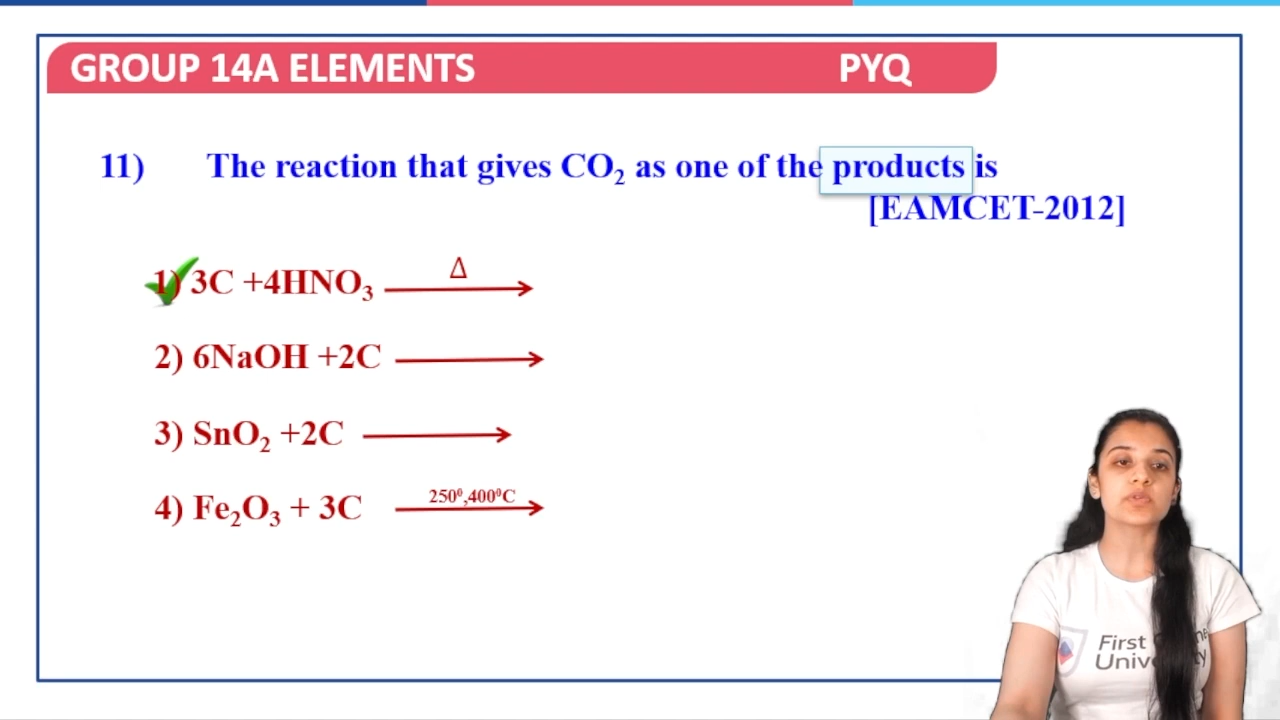 GROUP 14A ELEMENTS PYQ
11) The reaction that gives CO₂ as one of the products is
[EAMCET-2012]
1) 3C +4HNO₃ Δ
2) 6NaOH +2C
3) SnO₂ +2C
4) Fe₂O₃ + 3C 250⁰,400⁰C
First